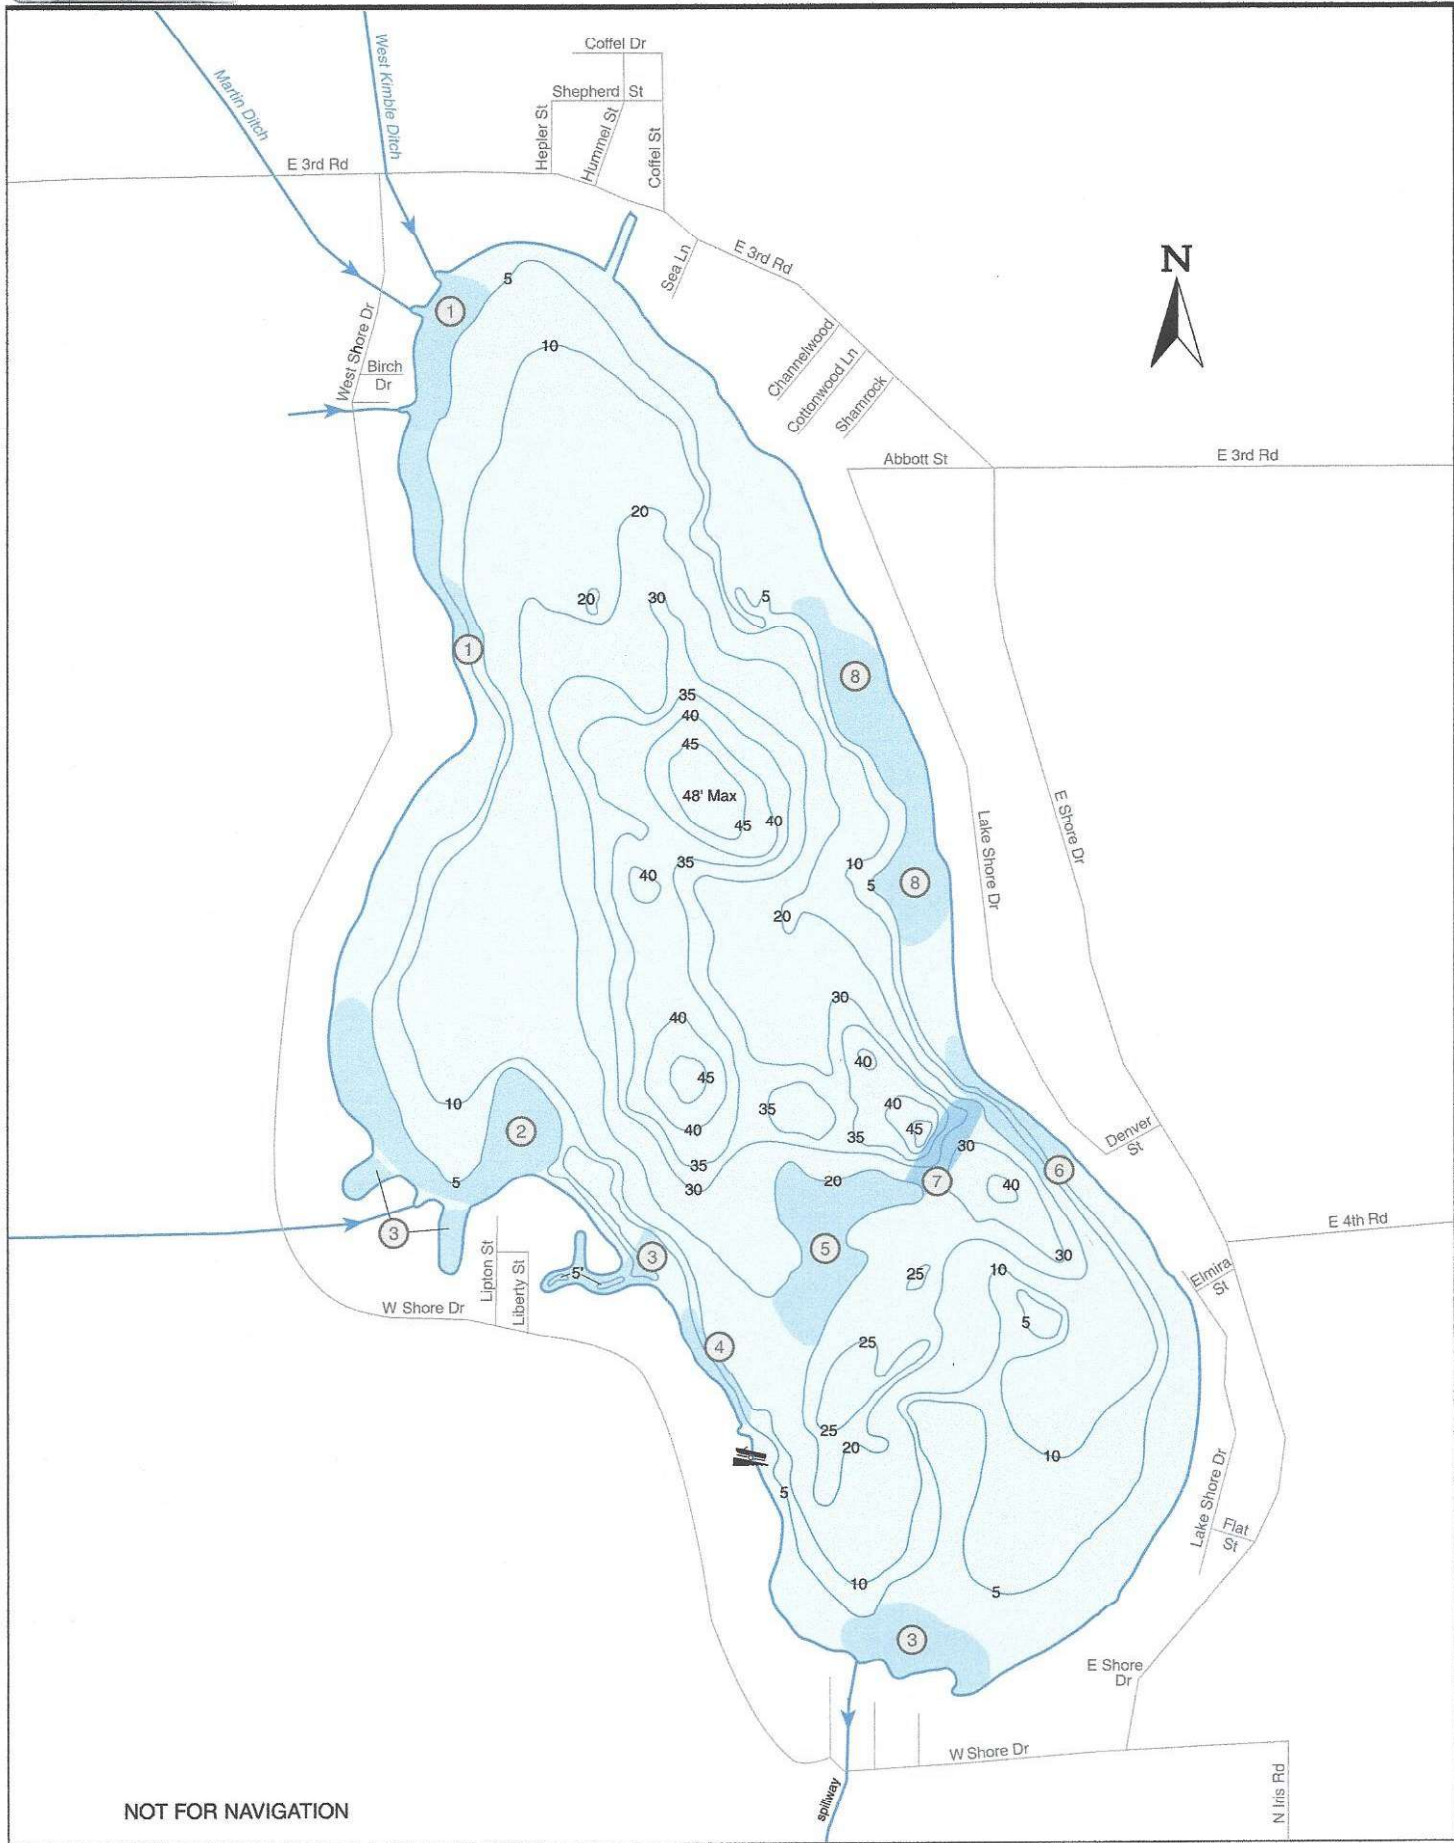 Coffel Dr
Martin Ditch
West Kimble Ditch
Shepherd St
Hepler St
Hummel St
Coffel St
E 3rd Rd
Sea Ln
E 3rd Rd
N
5
1
West Shore Dr
Birch
Dr
10
Channelwood
Cottonwood Ln
Shamrock
Abbott St
E 3rd Rd
20
20
30
5
1
8
35
40
45
48' Max
45
40
Lake Shore Dr
E Shore Dr
35
10
40
5
8
20
30
40
40
45
10
35
40
45
2
40
35
30
Denver
St
35
6
5
30
20
7
40
3
E 4th Rd
3
5
30
5'
25
10
Elmira
St
Lipton St
Liberty St
W Shore Dr
5
4
25
25
20
10
5
Lake Shore Dr
Flat
St
10
5
3
E Shore
Dr
W Shore Dr
N Iris Rd
spillway
NOT FOR NAVIGATION